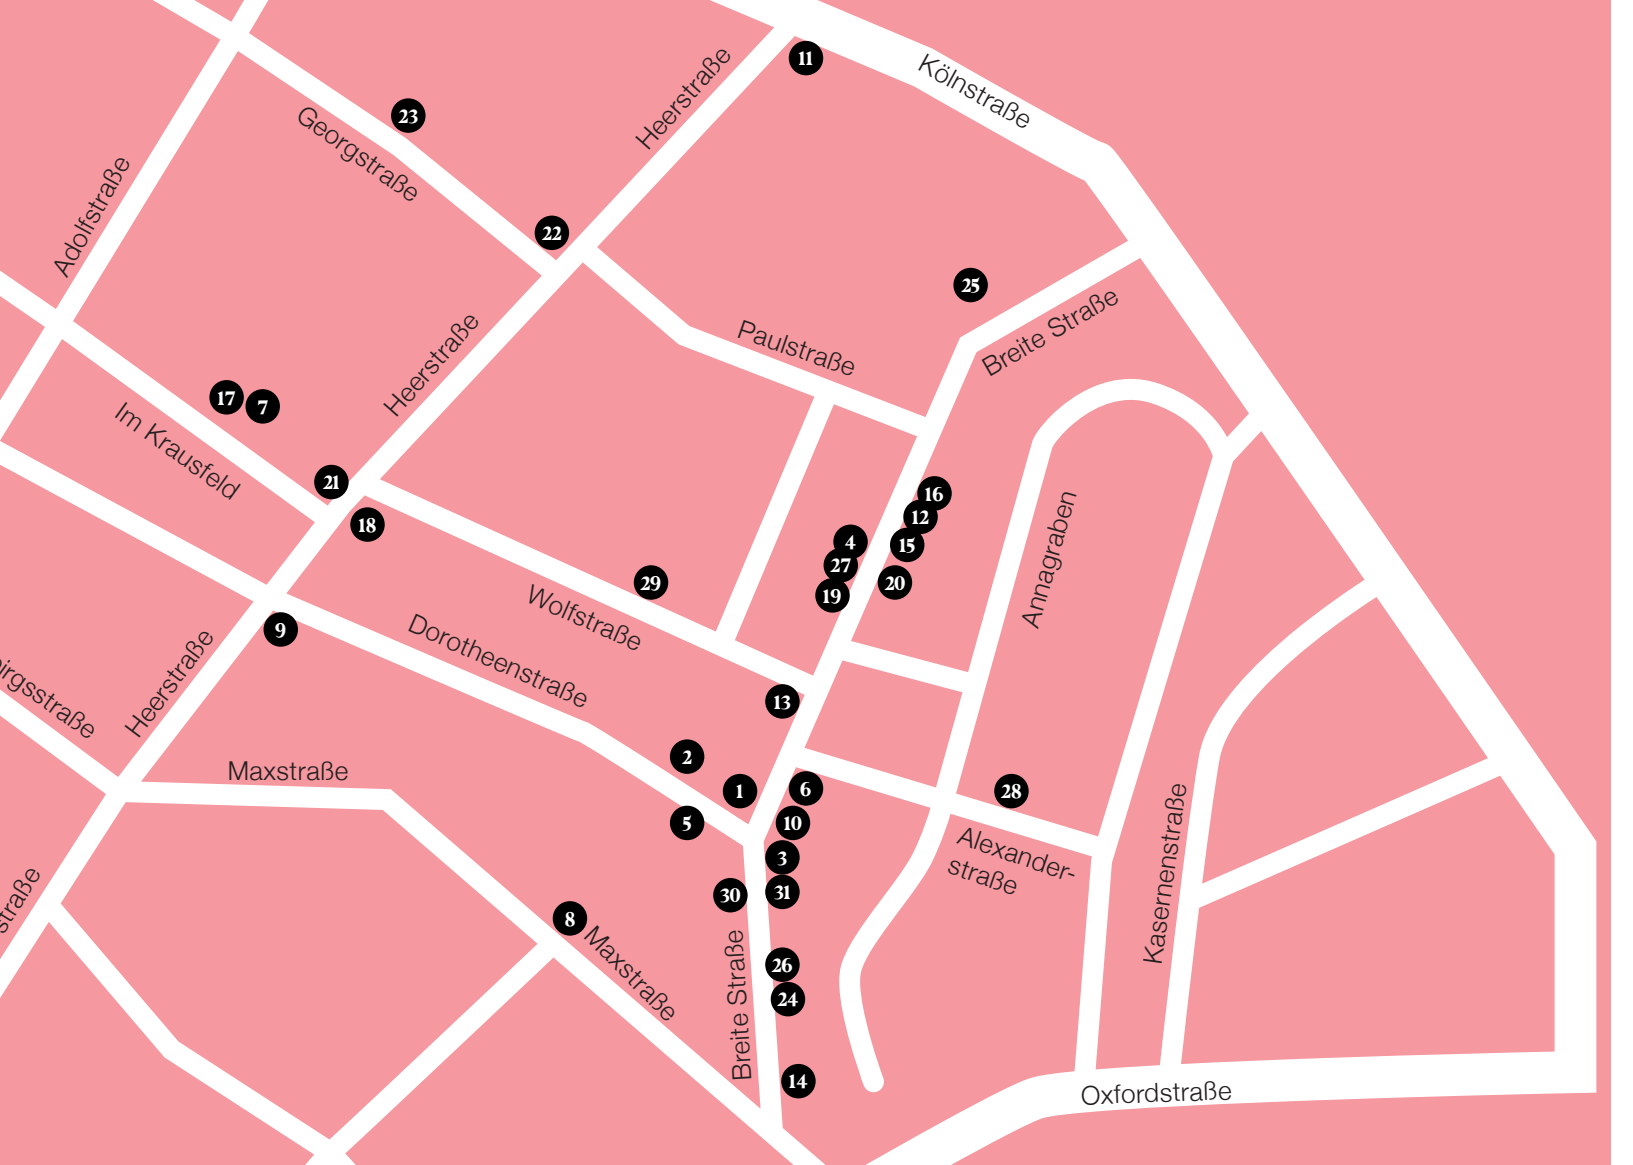 11
Kölnstraße
Heerstraße
23
Georgstraße
Adolfstraße
22
25
Breite Straße
Paulstraße
Heerstraße
17
7
Im Krausfeld
21
18
16
12
15
20
4
27
19
Annagraben
29
Wolfstraße
9
Dorotheenstraße
Heerstraße
irgsstraße
13
2
1
5
6
10
3
31
30
28
Alexander-
straße
Kasernenstraße
Maxstraße
straße
8
Maxstraße
Breite Straße
26
24
14
Oxfordstraße